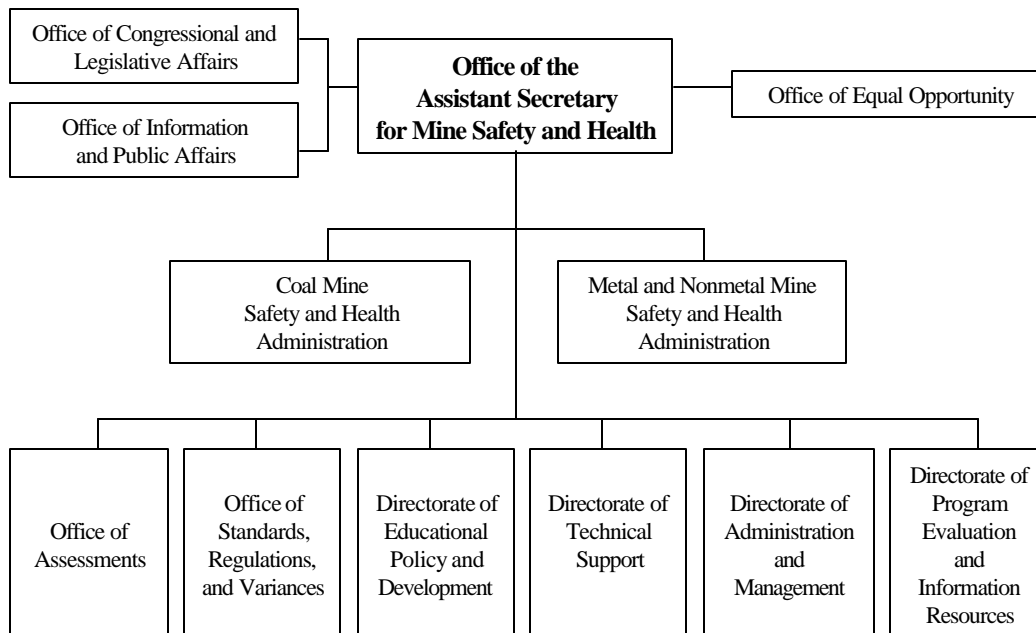 Office of Congressional and
Legislative Affairs
Office of the
Assistant Secretary
for Mine Safety and Health
Office of Equal Opportunity
Office of Information
and Public Affairs
Coal Mine
Safety and Health
Administration
Metal and Nonmetal Mine
Safety and Health
Administration
Office of
Assessments
Office of
Standards,
Regulations,
and Variances
Directorate of
Educational
Policy and
Development
Directorate of
Technical
Support
Directorate of
Administration
and
Management
Directorate of
Program
Evaluation
and
Information
Resources